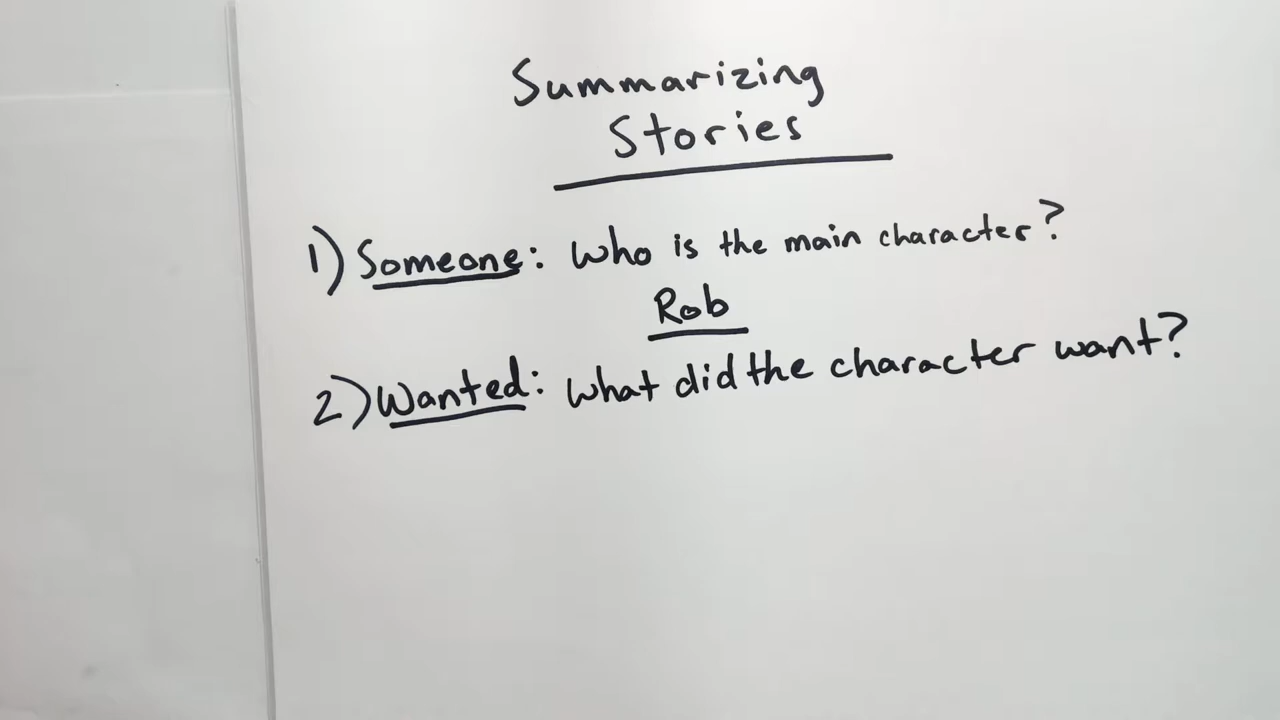 Summarizing
Stories
1) Someone: Who is the main character?
Rob
2) Wanted: What did the character want?